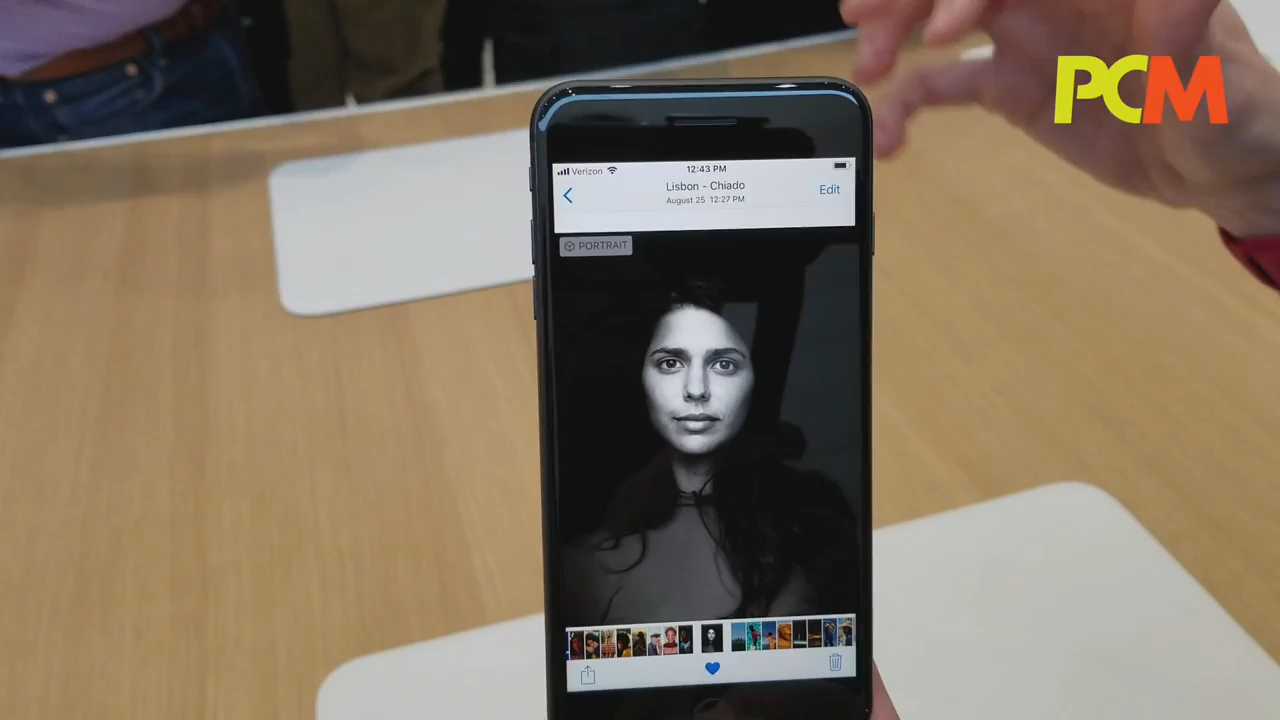 PCM
Verizon
12:43 PM
Lisbon - Chiado
Edit
August 25 12:27 PM
PORTRAIT